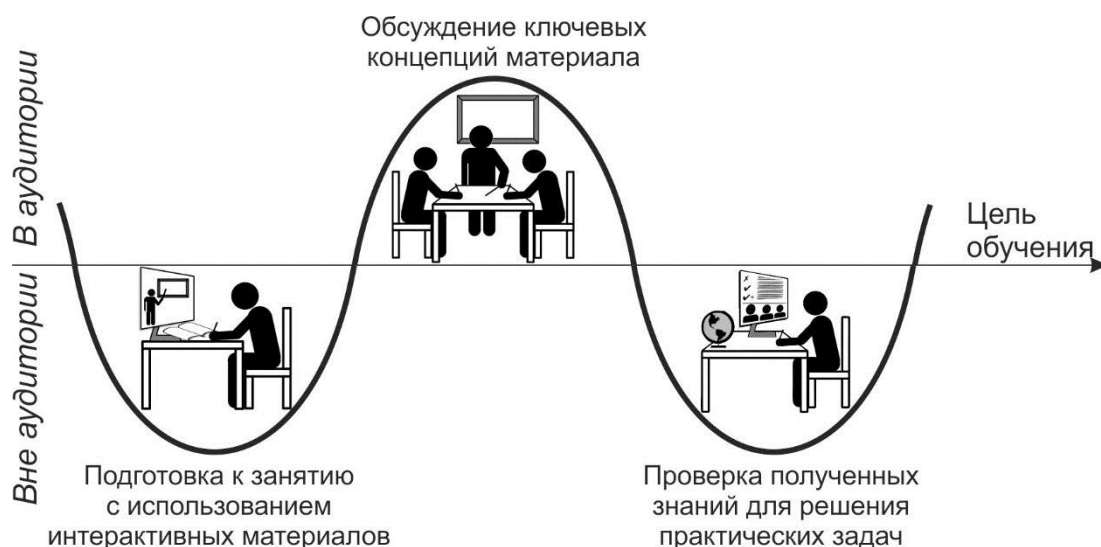 Обсуждение ключевых
концепций материала
В аудитории
Цель
обучения
Вне аудитории
Подготовка к занятию
с использованием
интерактивных материалов
Проверка полученных
знаний для решения
практических задач